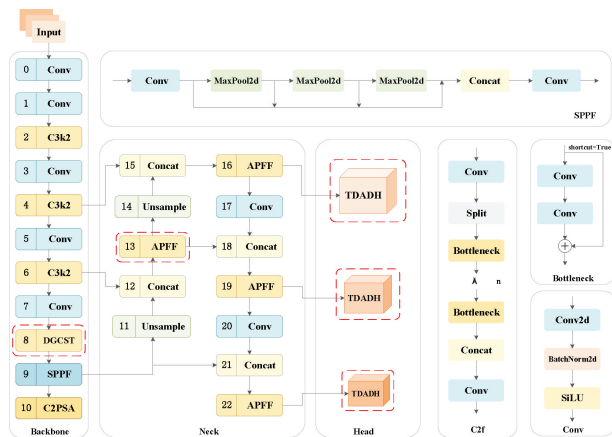 Input
0 Conv
1 Conv
2 C3k2
3 Conv
4 C3k2
5 Conv
6 C3k2
7 Conv
8 DGCST
9 SPPF
10 C2PSA
Backbone
15 Concat
14 Unsample
13 APFF
12 Concat
11 Unsample
16 APFF
17 Conv
18 Concat
19 APFF
20 Conv
21 Concat
22 APFF
Neck
TDADH
TDADH
TDADH
Head
Conv
MaxPool2d
MaxPool2d
MaxPool2d
Concat
Conv
SPPF
Conv
Split
Bottleneck
Ā n
Bottleneck
Concat
Conv
C2f
shortcut=True
Conv
Conv
Bottleneck
Conv2d
BatchNorm2d
SiLU
Conv